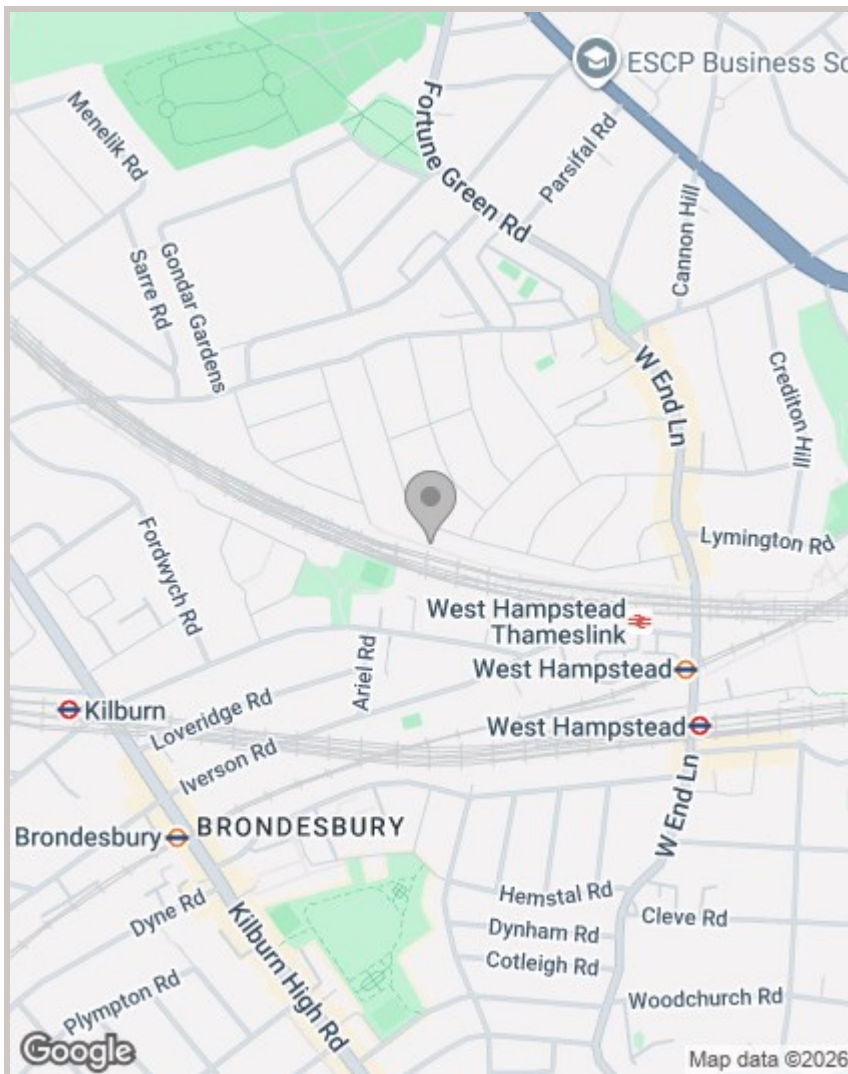 ESCP Business Sc
Fortune Green Rd
Menelik Rd
Parsifal Rd
Cannon Hill
Gondar Gardens
Sarre Rd
W End Ln
Crediton Hill
Fordwych Rd
Lymington Rd
West Hampstead
Thameslink
Ariel Rd
West Hampstead
Kilburn
Loveridge Rd
West Hampstead
Iverson Rd
W End Ln
Brondesbury
BRONDESBURY
Hemstal Rd
Dyne Rd
Cleve Rd
Dynham Rd
Kilburn High Rd
Cotleigh Rd
Plympton Rd
Woodchurch Rd
Google
Map data ©2026